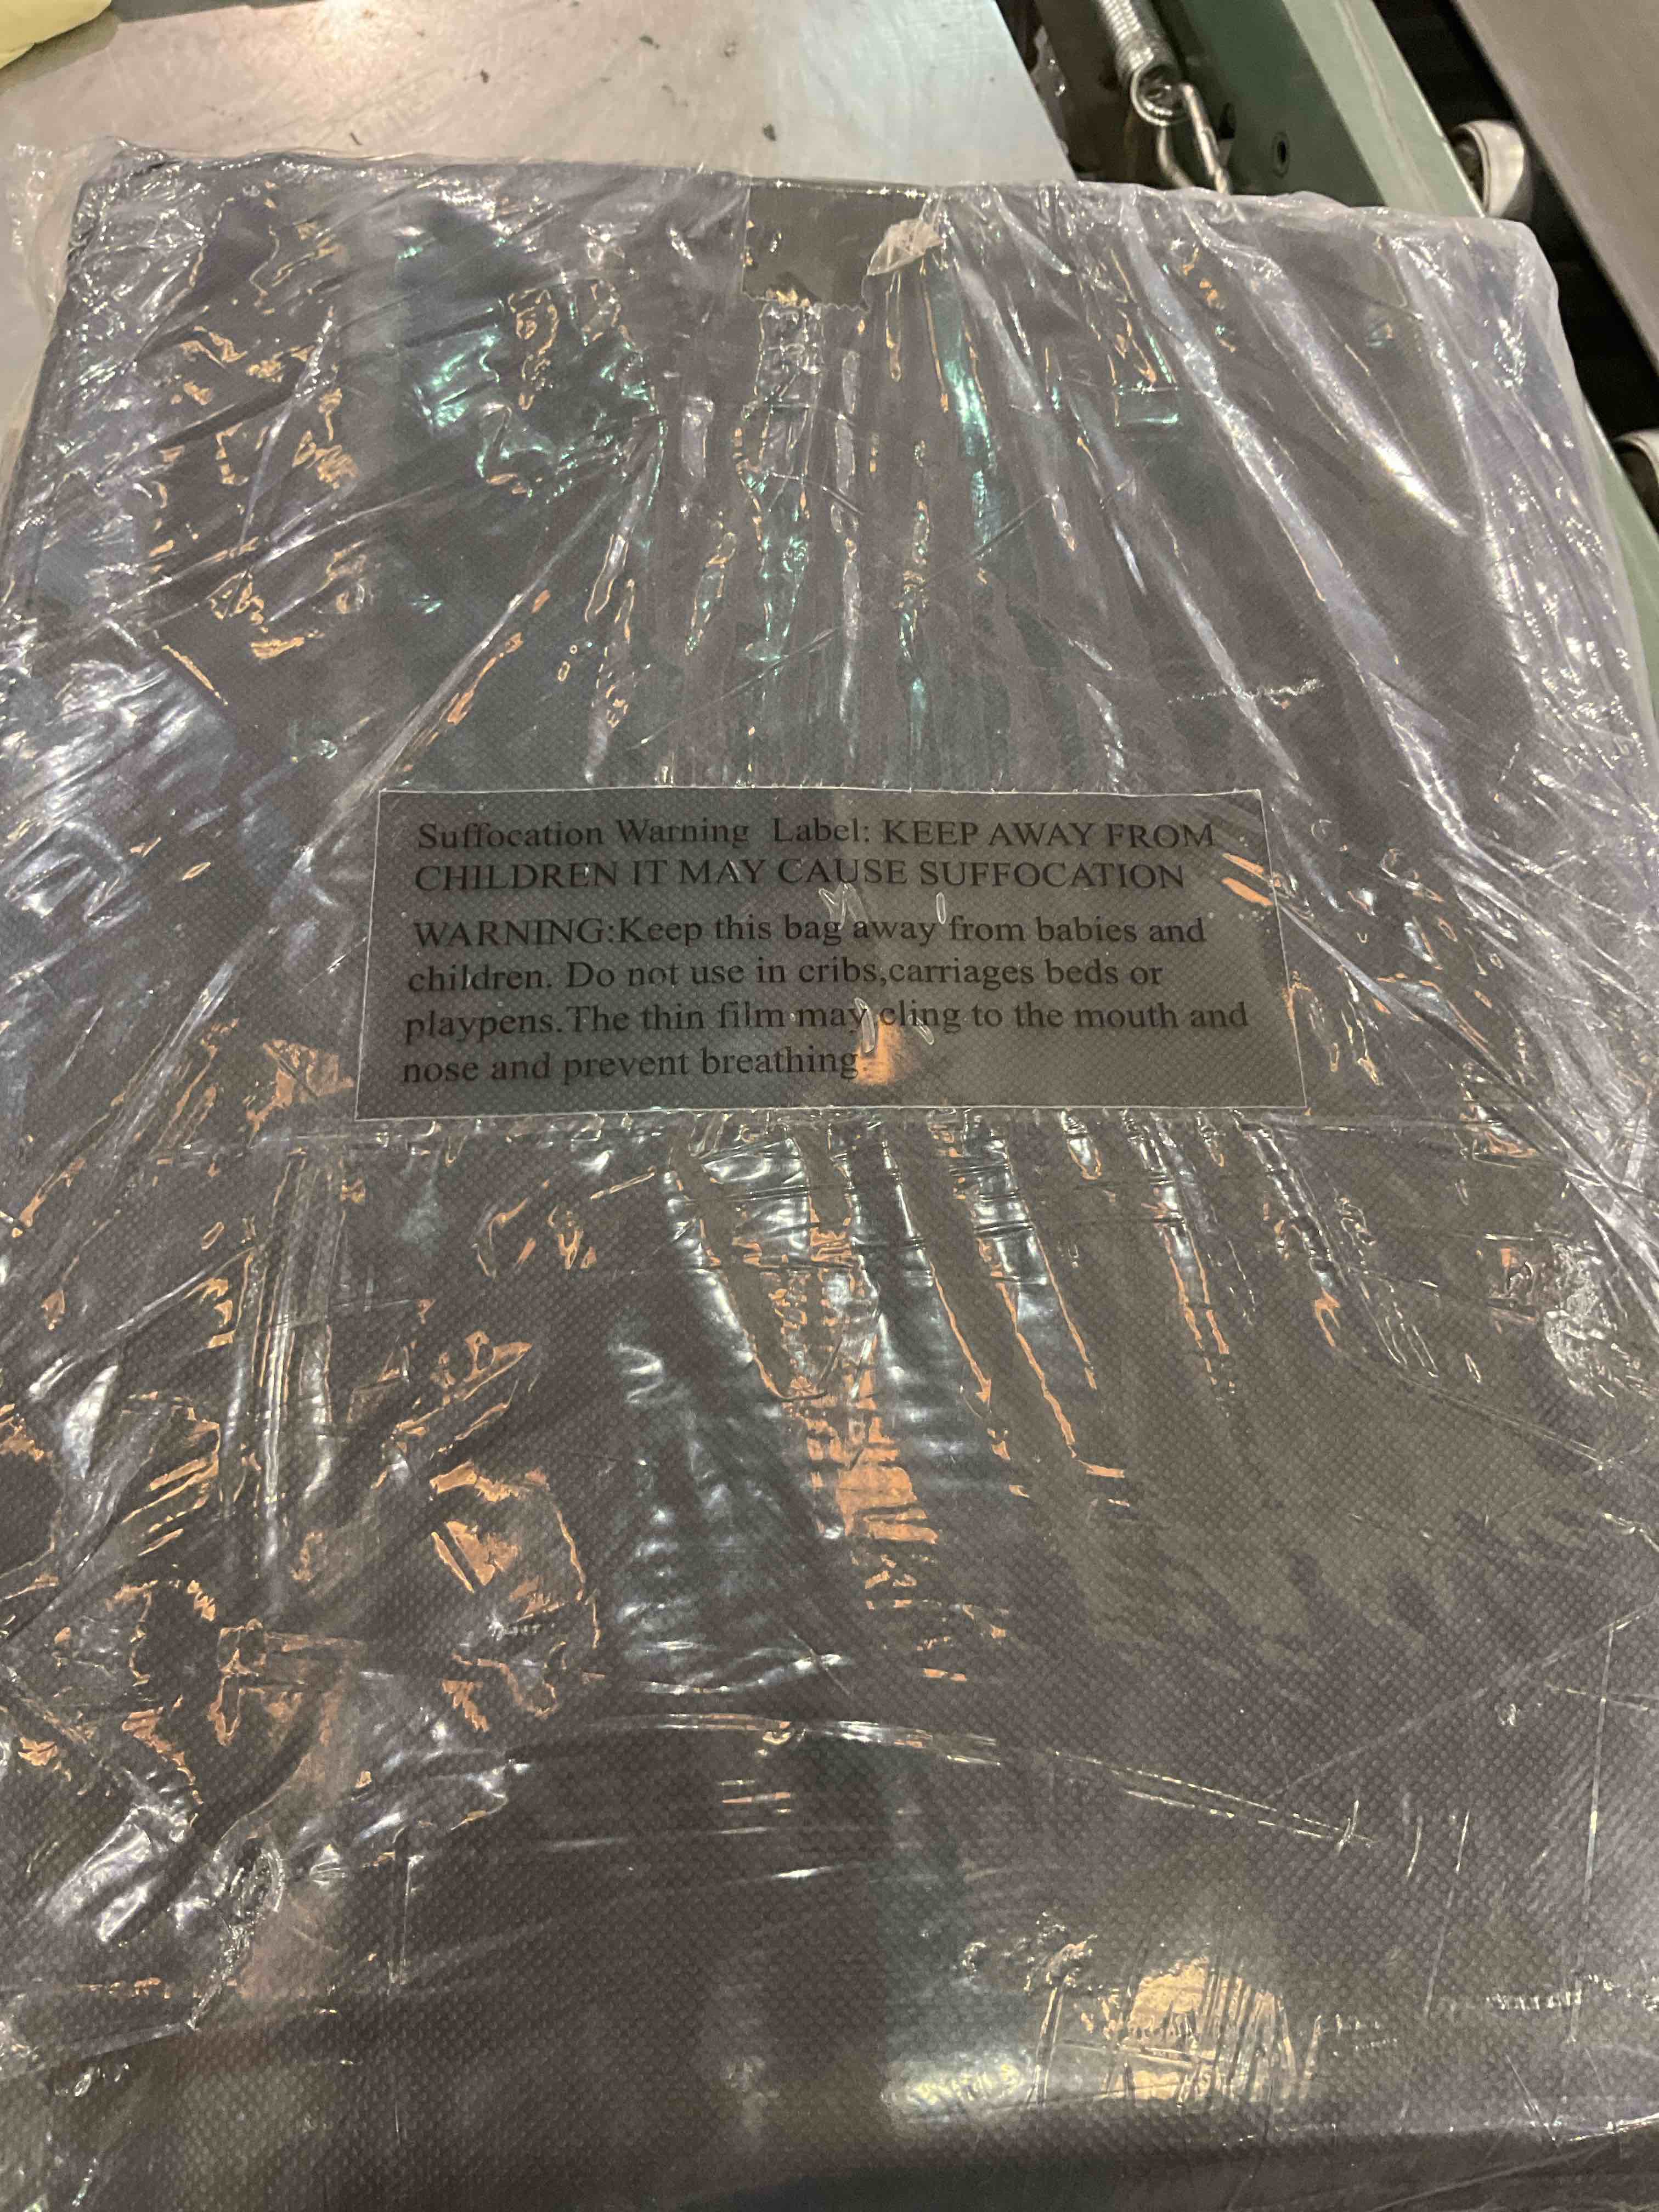 Suffocation Warning Label: KEEP AWAY FROM
CHILDREN IT MAY CAUSE SUFFOCATION
WARNING:Keep this bag away from babies and
children. Do not use in cribs,carriages beds or
playpens.The thin film may cling to the mouth and
nose and prevent breathing